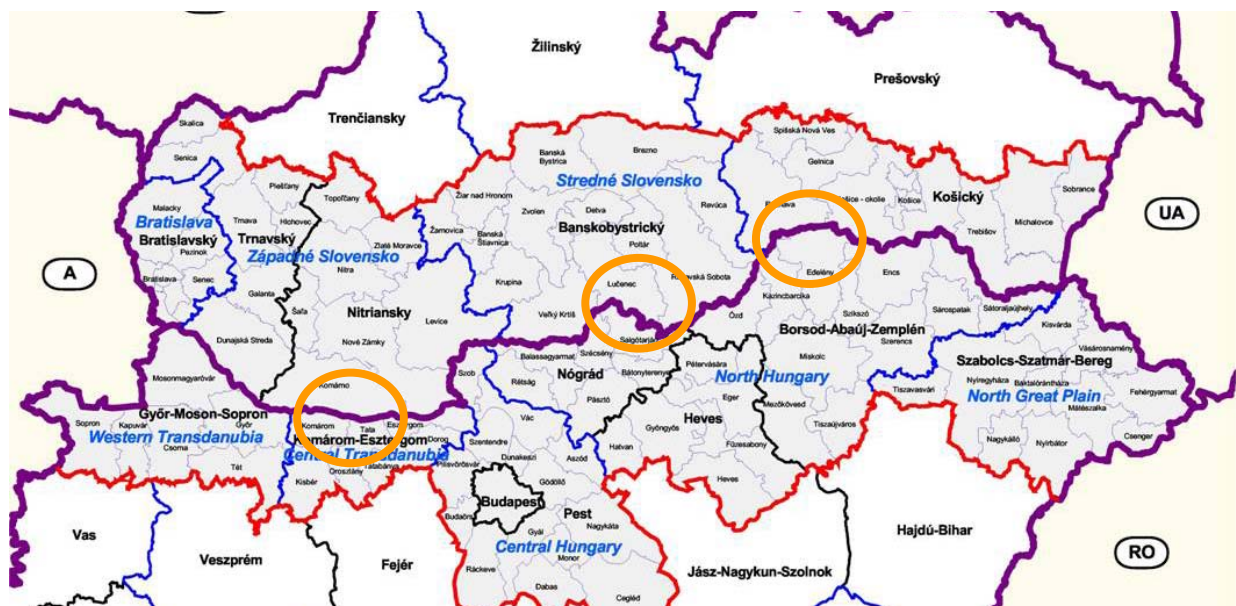 Žilinský
Prešovský
Trenčiansky
Skalica
Senica
Spišská Nová Ves
Banská
Bystrica
Brezno
Gelnica
Stredné Slovensko
Piešťany
Topoľčany
Žiar nad Hronom
Revúca
Košice
Košický
Sobrance
Malacky
Bratislava
Bratislavský
Pezinok
Trnava
Hlohovec
Trnavský
Zlaté Moravce
Žarnovica
Zvolen
Detva
Banská
Štiavnica
Banskobystrický
Poltár
Michalovce
Trebišov
UA
A
Západné Slovensko
Nitra
Bratislava
Senec
Galanta
Krupina
Lučenec
Edelény
Encs
Kazincbarcika
Šaľa
Nitriansky
Levice
Veľký Krtíš
Ózd
Borsod-Abaúj-Zemplén
Szikszó
Szerencs
Sárospatak
Sátoraljaújhely
Kisvárda
Vásárosnamény
Dunajská Streda
Nové Zámky
Salgótarján
Balassagyarmat
Szécsény
Bátonyterenye
Pétervására
Miskolc
Szabolcs-Szatmár-Bereg
Mosonmagyaróvár
Komárno
Szob
Rétság
Nógrád
Pásztó
North Hungary
Eger
Mezőkövesd
Tiszavasvári
Nyíregyháza
Baktalórántháza
Fehérgyarmat
North Great Plain
Mátészalka
Győr-Moson-Sopron
Sopron
Kapuvár
Győr
Komárom
Tata
Esztergom
Vác
Heves
Gyöngyös
Tiszaújváros
Csenger
Western Transdanubia
Csorna
Komárom-Esztergom
Dorog
Szentendre
Hatvan
Füzesabony
Nagykálló
Nyírbátor
Central Transdanubia
Tét
Kisbér
Oroszlány
Tatabánya
Pilisvörösvár
Dunakeszi
Aszód
Gödöllő
Heves
Budapest
Pest
Budaörs
Gyál
Nagykáta
Hajdú-Bihar
Vas
Veszprém
Fejér
Central Hungary
Monor
Ráckeve
Dabas
Cegléd
Jász-Nagykun-Szolnok
RO